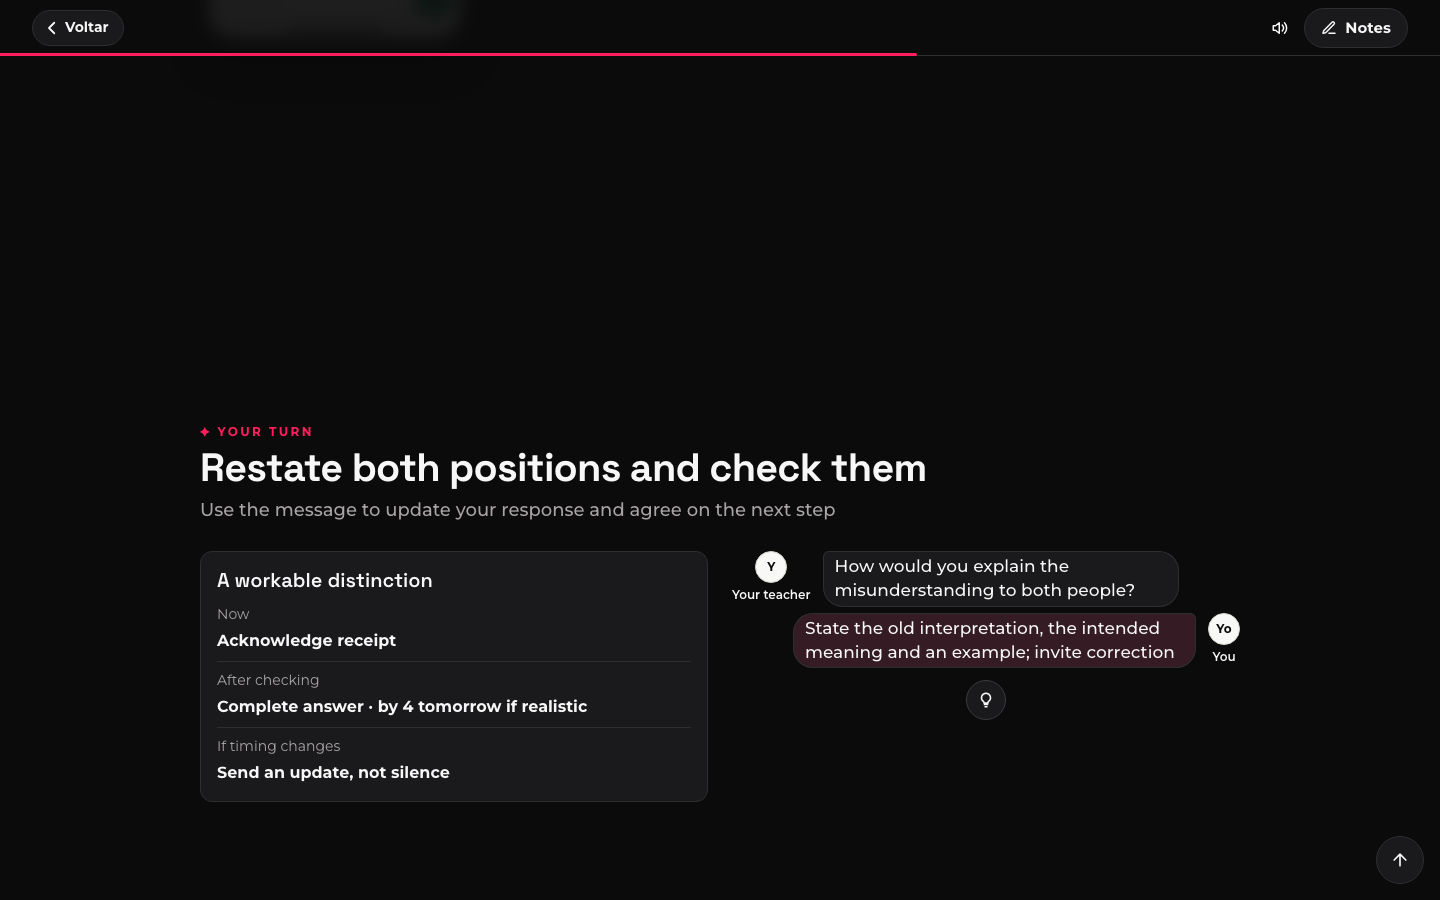 Voltar
Notes
YOUR TURN
Restate both positions and check them
Use the message to update your response and agree on the next step
A workable distinction
Now
Acknowledge receipt
After checking
Complete answer · by 4 tomorrow if realistic
If timing changes
Send an update, not silence
Y
Your teacher
How would you explain the
misunderstanding to both people?
State the old interpretation, the intended
meaning and an example; invite correction
Yo
You